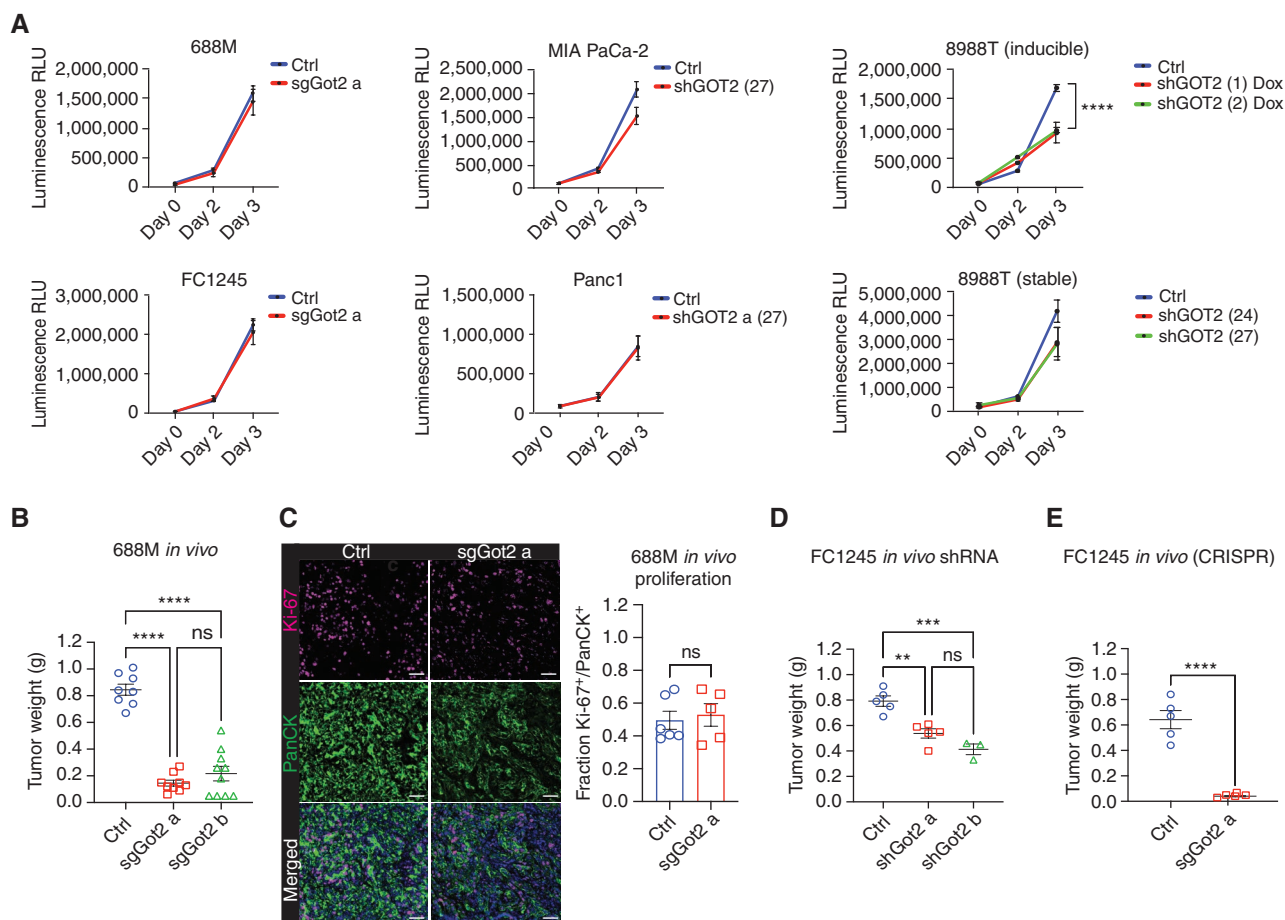 A
688M
Luminescence RLU
2,000,000
1,500,000
1,000,000
500,000
0
Day 0
Day 2
Day 3
Ctrl
sgGot2 a
MIA PaCa-2
Luminescence RLU
2,500,000
2,000,000
1,500,000
1,000,000
500,000
0
Day 0
Day 2
Day 3
Ctrl
shGOT2 (27)
8988T (inducible)
Luminescence RLU
2,000,000
1,500,000
1,000,000
500,000
0
Day 0
Day 2
Day 3
Ctrl
shGOT2 (1) Dox
shGOT2 (2) Dox
****
FC1245
Luminescence RLU
3,000,000
2,000,000
1,000,000
0
Day 0
Day 2
Day 3
Ctrl
sgGot2 a
Panc1
Luminescence RLU
1,500,000
1,000,000
500,000
0
Day 0
Day 2
Day 3
Ctrl
shGOT2 a (27)
8988T (stable)
Luminescence RLU
5,000,000
4,000,000
3,000,000
2,000,000
1,000,000
0
Day 0
Day 2
Day 3
Ctrl
shGOT2 (24)
shGOT2 (27)
B
688M in vivo
****
**** ns
Tumor weight (g)
1.2
1.0
0.8
0.6
0.4
0.2
0.0
Ctrl
sgGot2 a
sgGot2 b
C
Ctrl sgGot2 a
Ki-67
PanCK
Merged
688M in vivo
proliferation
Fraction Ki-67⁺/PanCK⁺
1.2
1.0
0.8
0.6
0.4
0.2
0.0
ns
Ctrl
sgGot2 a
D
FC1245 in vivo shRNA
***
** ns
Tumor weight (g)
1.2
1.0
0.8
0.6
0.4
0.2
0.0
Ctrl
shGot2 a
shGot2 b
E
FC1245 in vivo (CRISPR)
****
Tumor weight (g)
1.2
1.0
0.8
0.6
0.4
0.2
0.0
Ctrl
sgGot2 a